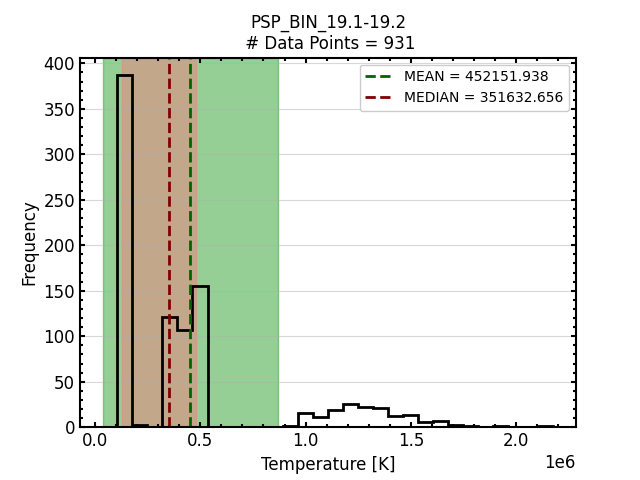 PSP_BIN_19.1-19.2
# Data Points = 931
MEAN = 452151.938
MEDIAN = 351632.656
Frequency
400
350
300
250
200
150
100
50
0
0.0 0.5 1.0 1.5 2.0
1e6
Temperature [K]